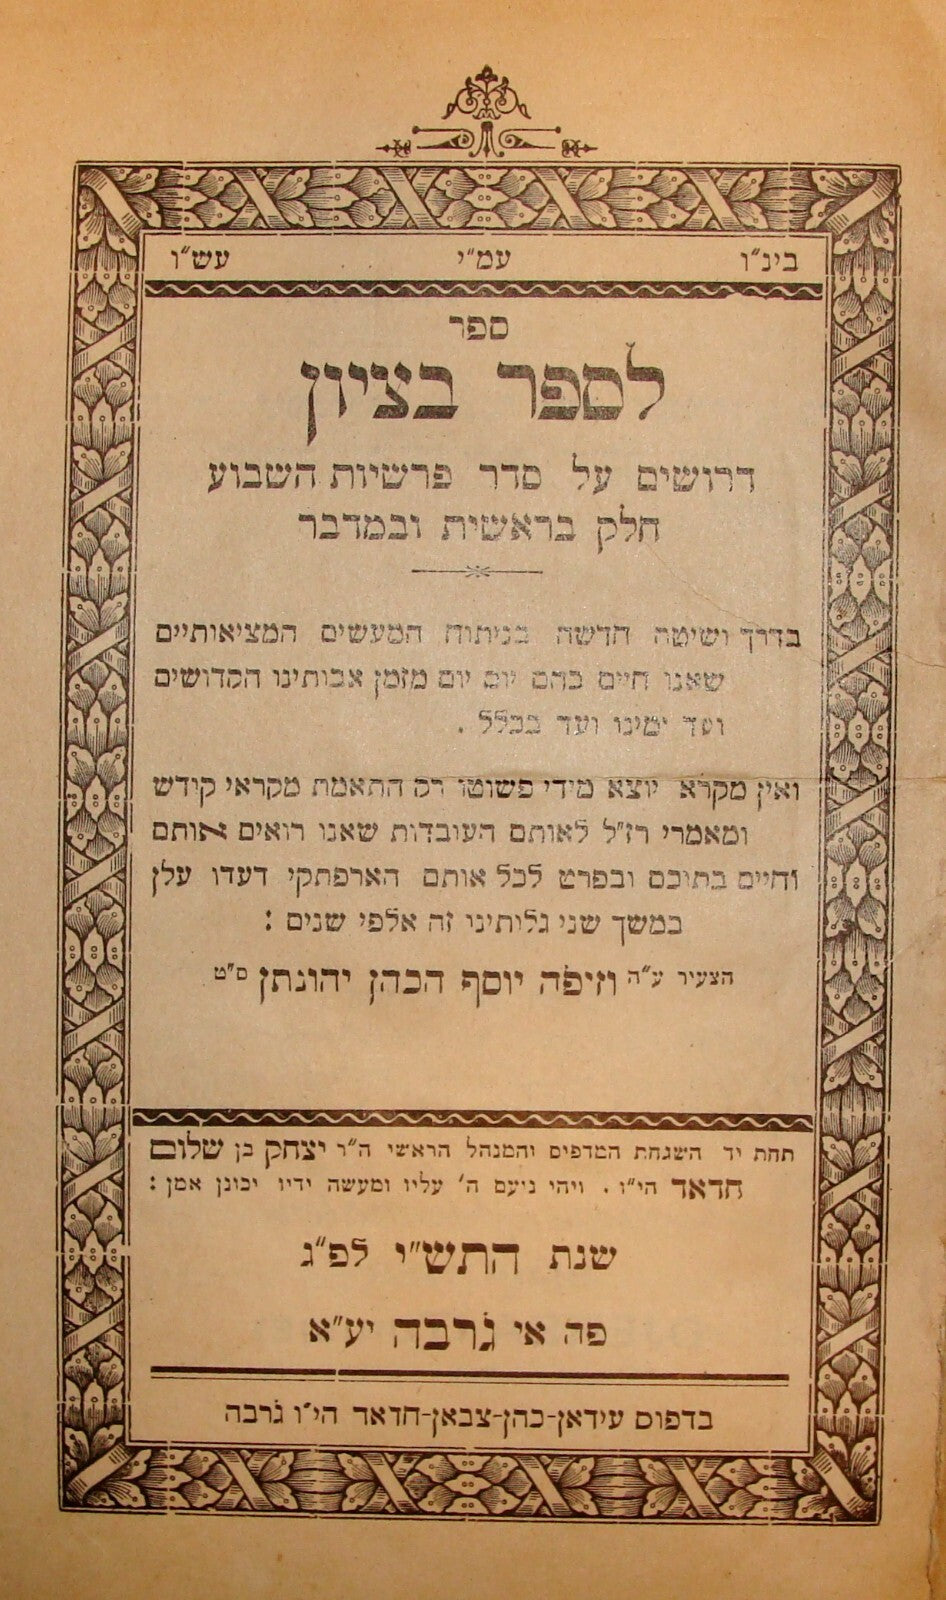 בינ״ו עמ״י עש״ו
ספר
לספר בציון
דרושים על סדר פרשיות השבוע
חלק בראשית ובמדבר
בדרך ושיטה חדשה בניתוח המעשים המציאותיים
שאנו חיים בהם יום יום מזמן אבותינו הקדושים
ועד ימינו ועד בכלל .
ואין מקרא יוצא מידי פשוטו רק התאמת מקראי קודש
ומאמרי רז״ל לאותם העובדות שאנו רואים אותם
וחיים בתוכם ובפרט לכל אותם הארפתקי דעדו עלן
במשך שני גלותינו זה אלפי שנים :
הצעיר ע״ה וזיפה יוסף הכהן יהונתן ס״ט
תחת יד השגחת המדפיס והמנהל הראשי ה״ר יצחק בן שלום
חדאד הי״ו . ויהי נועם ה׳ עליו ומעשה ידיו יכונן אמן :
שנת התש״י לפ״ג
פה אי גרבה יע״א
בדפוס עידאן-כהן-צבאן-חדאד הי״ו גרבה